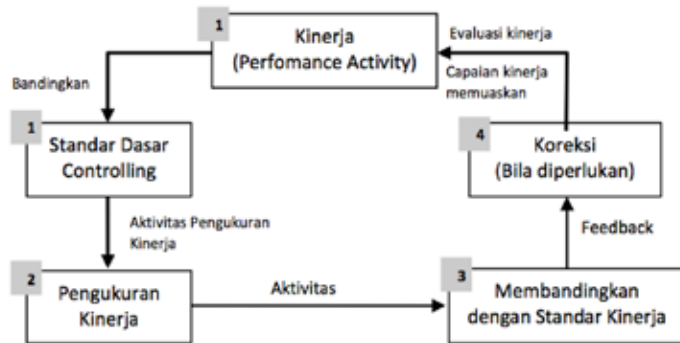 1
Kinerja
(Perfomance Activity)
Evaluasi kinerja
Capaian kinerja
memuaskan
Bandingkan
1
Standar Dasar
Controlling
4
Koreksi
(Bila diperlukan)
Aktivitas Pengukuran
Kinerja
Feedback
2
Pengukuran
Kinerja
Aktivitas
3
Membandingkan
dengan Standar Kinerja